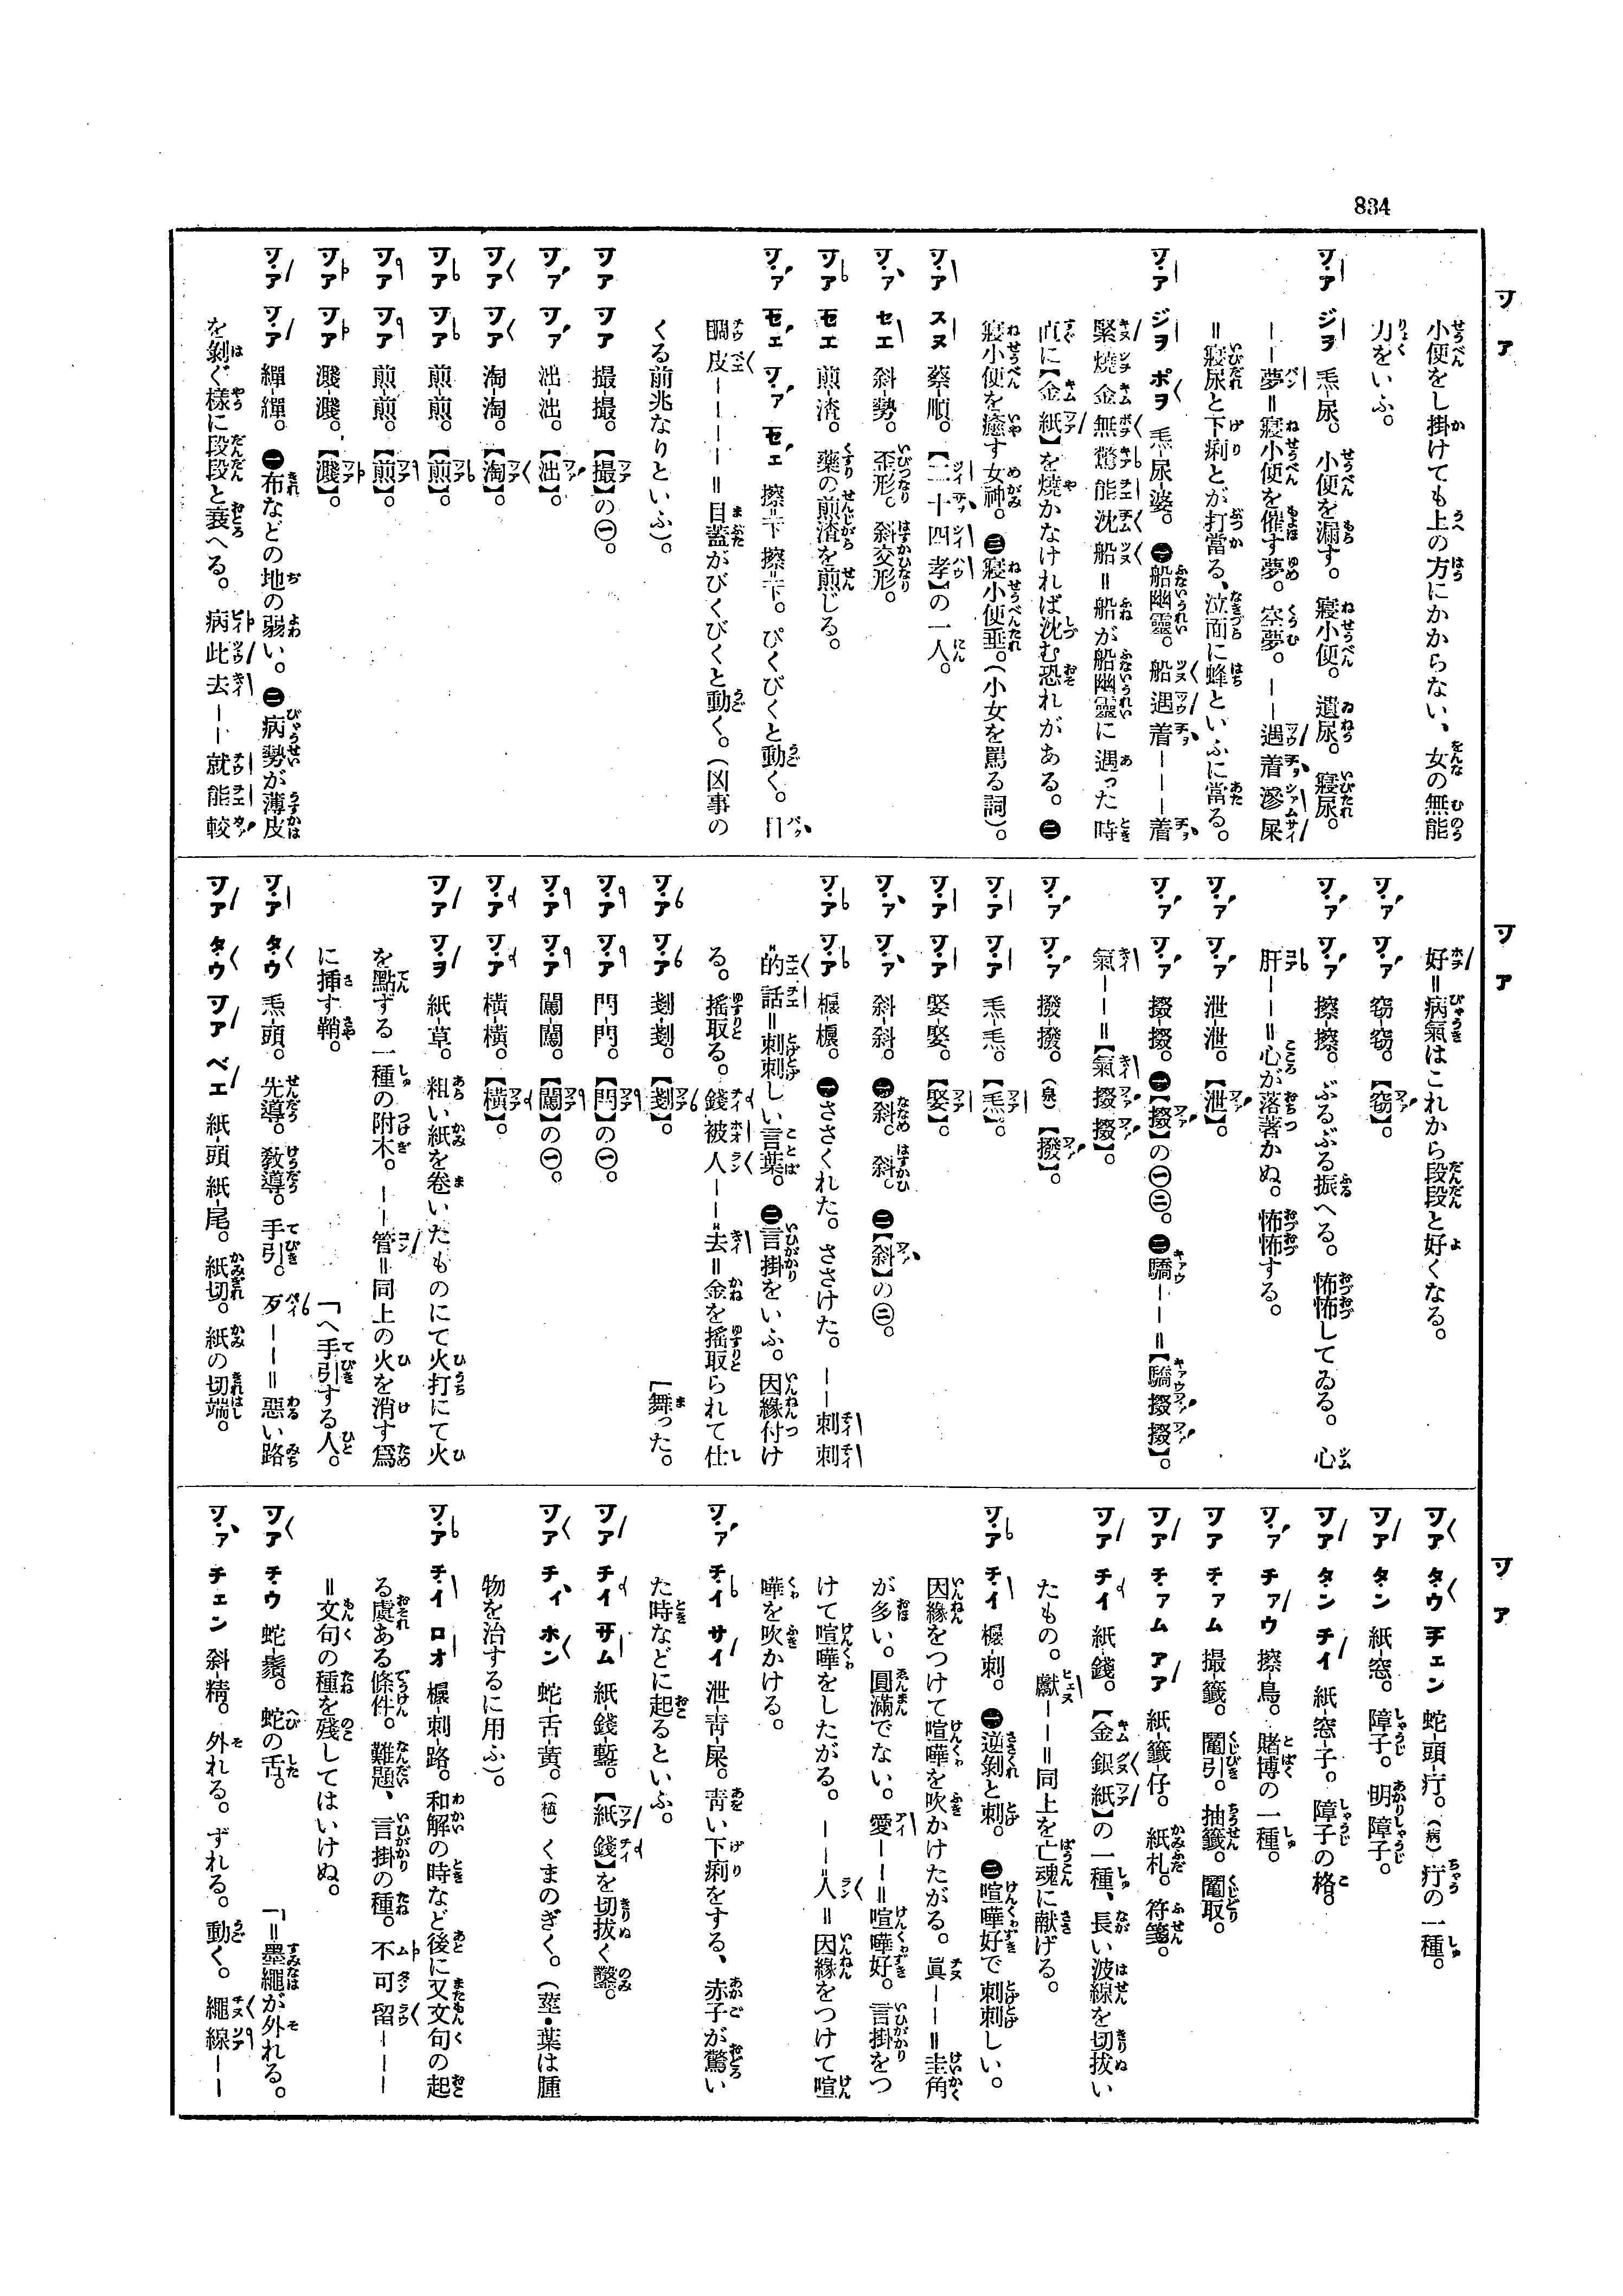 834
ツア
小便をし掛けても上の方にかからない、女の無能
力をいふ。
ツア ジヲ 𤆬-尿。 小便を漏す。 寢小便。 遺尿。 寢尿。
――夢＝寢小便を催す夢。空夢。――遇着滲屎
＝寢尿と下痢とが打當る、泣面に蜂といふに當る。
ツア ジヲ ポヲ 尿-婆。 ㊀船幽靈。 船遇着――着
緊燒金無驚能沈船＝船が船幽靈に遇った時
直に【金紙】を燒かなければ沈む恐れがある。㊁
寢小便を癒す女神。㊂寢小便垂。(小女を罵る詞)。
ツア スヌ 蔡-順。 【二十四孝】の一人。
ツア セエ 斜-勢。 歪形。 斜交形。
ツア モエ 煎-渣。 藥の煎渣を煎じる。
ツア モエ ツア モエ 擦-卡-擦-卡。 ぴくびくと動く。 目
瞤皮――――＝目蓋がびくびくと動く。(凶事の
くる前兆なりといふ)。
ツア ツア 撮-撮。 【撮】の㊀。
ツア ツア 泏-泏。 【泏】。
ツア ツア 淘-淘。 【淘】。
ツア ツア 煎-煎。 【煎】。
ツア ツア 煎-煎。 【煎】。
ツア ツア 濺-濺。 【濺】。
ツア ツア 繟-繟。 ㊀布などの地の弱い。㊁病勢が薄皮
を剝ぐ樣に段段と衰へる。 病此去――就能較
ツア
好＝病氣はこれから段段と好くなる。
ツア ツア 竊-竊。 【竊】。
ツア ツア 擦-擦。 ぶるぶる振へる。 怖怖してゐる。 心
肝――＝心が落著かぬ。怖怖する。
ツア ツア 泄-泄。 【泄】。
ツア ツア 掇-掇。 ㊀【掇】の㊀㊁。㊁驕――＝【驕掇掇】。
氣――＝【氣掇掇】。
ツア ツア 撥-撥。 (泉) 【撥】。
ツア ツア
ツア ツア 娶-娶。 【娶】。
ツア ツア 斜-斜。 ㊀斜。 斜。 ㊁【斜】の㊁。
ツア ツア ㊀ささくれた。 ささけた。 ――刺刺
的話＝刺刺しい言葉。㊁言掛をいふ。因緣付け
る。 搖取る。 錢被人――去＝金を搖取られて仕
[舞った。
ツア ツア 剗-剗。 【剗】。
ツア ツア 門-門。 【門】の㊀。
ツア ツア 闖-闖。 【闖】の㊀。
ツア ツア 橫-橫。 【橫】。
ツア ツヲ 紙-草。 粗い紙を卷いたものにて火打にて火
を點ずる一種の附木。――管＝同上の火を消す爲
に揷す鞘。
「へ手引する人。
ツア タウ 頭。 先導。 敎導。 手引。 歹――＝惡い路
ツア タウ ツア ベエ 紙-頭 紙-尾。 紙切。 紙の切端。
ツア
ツア タウ チェン 蛇-頭-疔。 (病) 疔の一種。
ツア タン 紙-窓。 障子。 明障子。
ツア タン チイ 紙-窓-子。 障子の格。
ツア チァウ 擦-鳥。 賭博の一種。
ツア チァム 撮-籤。 鬮引。 抽籤。 鬮取。
ツア チァム アア 紙-籤-仔。 紙札。 符箋。
ツア チイ 紙-錢。 【金銀紙】の一種、長い波線を切拔い
たもの。 獻――＝同上を亡魂に献げる。
ツア チイ 刺。 ㊀逆剝と刺。 ㊁喧嘩好で刺刺しい。
因緣をつけて喧嘩を吹かけたがる。 眞――＝圭角
が多い。圓滿でない。愛――＝喧嘩好。 言掛をつ
けて喧嘩をしたがる。 ――人＝因緣をつけて喧
嘩を吹かける。
ツア チイ サイ 泄-靑-屎。 靑い下痢をする、赤子が驚い
た時などに起るといふ。
ツア チイ ザム 紙-錢-鏨。 【紙錢】を切拔く鑿。
ツア チイ ホン 蛇-舌-黃。 (植) くまのぎく。 (莖・葉は腫
物を治するに用ふ)。
ツア チイ ロオ 刺-路。 和解の時など後に又文句の起
る處ある條件。 難題、言掛の種。 不可留――
＝文句の種を殘してはいけぬ。
ツア チウ 蛇-鬚。 蛇の舌。
「＝墨繩が外れる。
ツア チェン 斜-精。 外れる。 ずれる。 動く。 繩線――